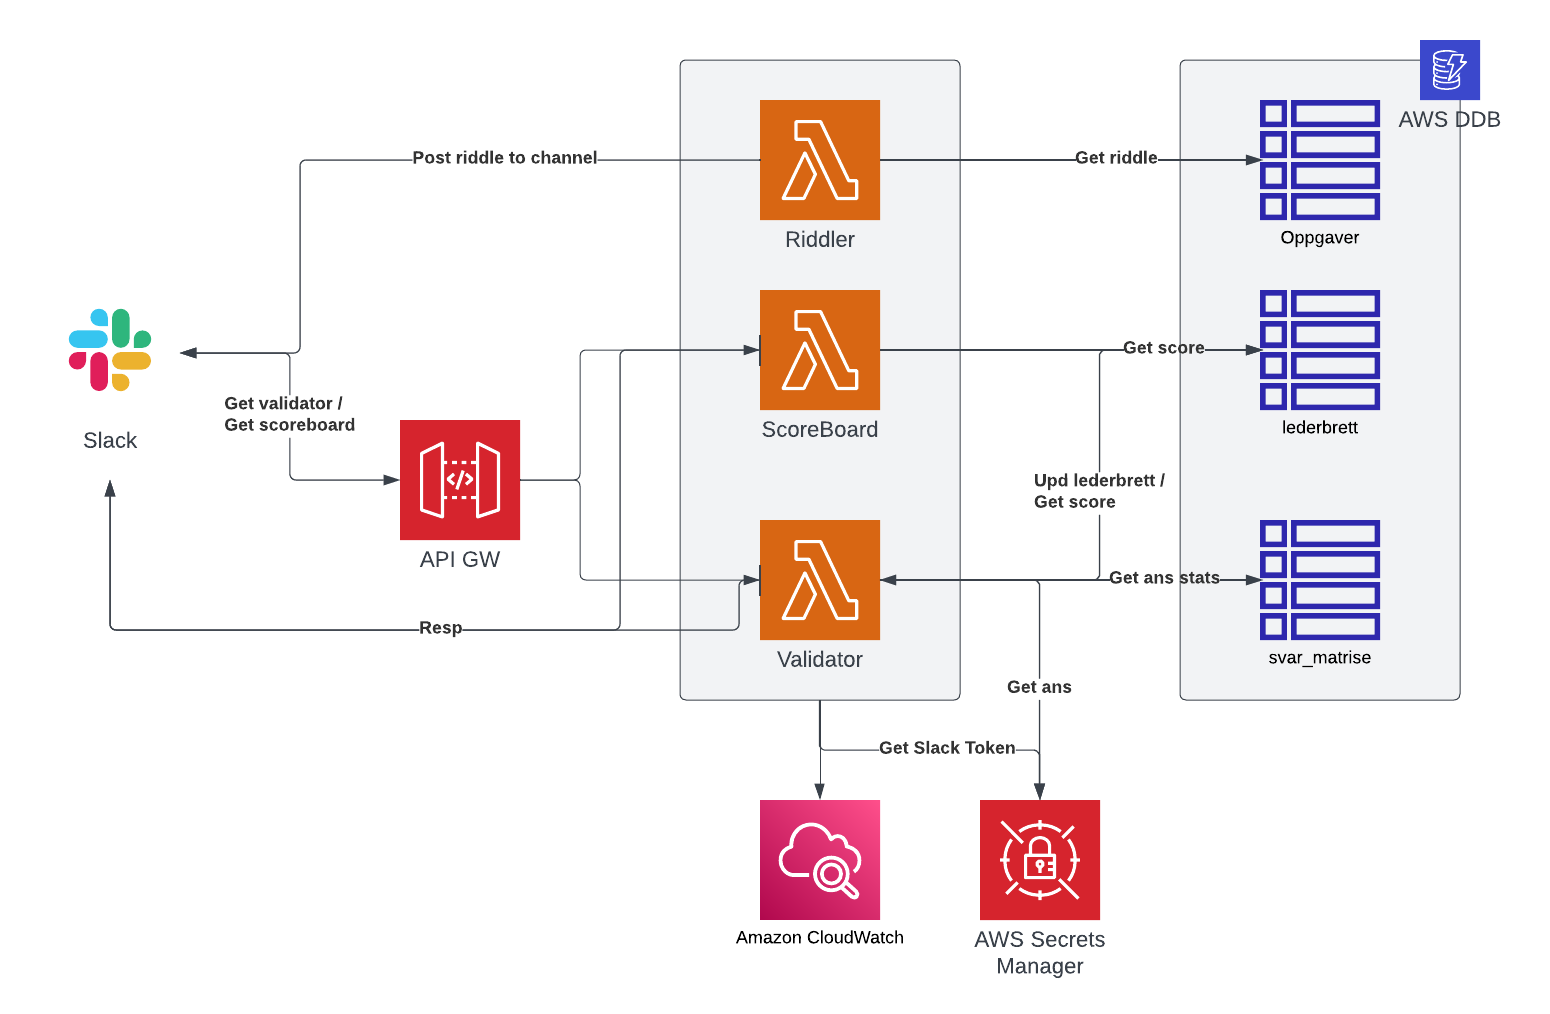 AWS DDB
Post riddle to channel
Get riddle
Riddler
Oppgaver
Get score
Get validator /
Get scoreboard
ScoreBoard
lederbrett
Slack
Upd lederbrett /
Get score
API GW
Get ans stats
Resp
Validator
svar_matrise
Get ans
Get Slack Token
Amazon CloudWatch
AWS Secrets
Manager